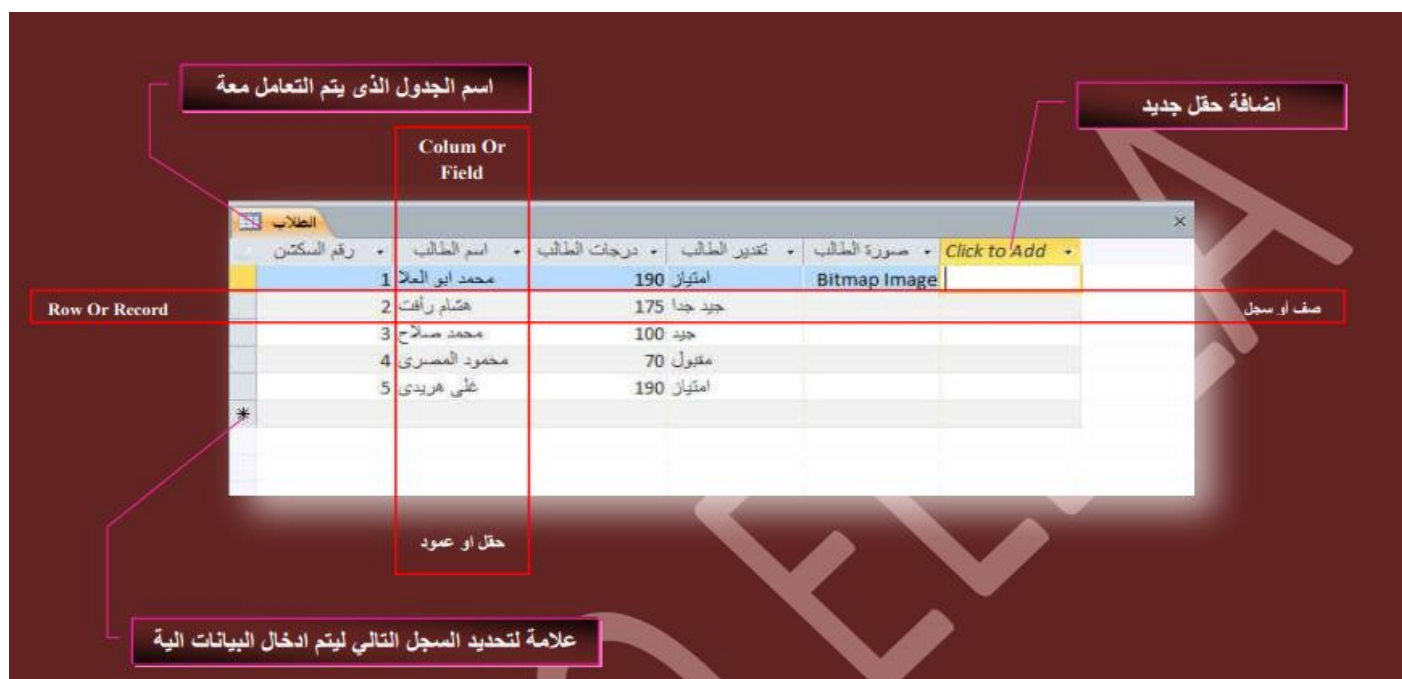 اسم الجدول الذى يتم التعامل معة
اضافة حقل جديد
Colum Or
Field
الطلاب
رقم السكشن اسم الطالب درجات الطالب تقدير الطالب صورة الطالب Click to Add
1 محمد ابو العلا 190 امتياز Bitmap Image
Row Or Record
2 هشام رأفت 175 جيد جدا
صف أو سجل
3 محمد صلاح 100 جيد
4 محمود المصرى 70 مقبول
5 على هريدى 190 امتياز
*
حقل او عمود
علامة لتحديد السجل التالي ليتم ادخال البيانات الية